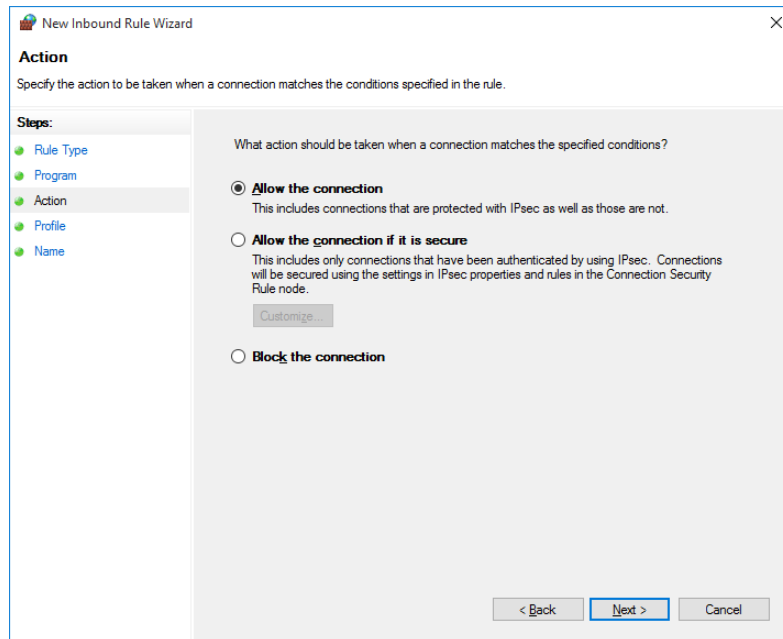 New Inbound Rule Wizard
Action
Specify the action to be taken when a connection matches the conditions specified in the rule.
Steps:
Rule Type
Program
Action
Profile
Name
What action should be taken when a connection matches the specified conditions?
Allow the connection
This includes connections that are protected with IPsec as well as those are not.
Allow the connection if it is secure
This includes only connections that have been authenticated by using IPsec. Connections
will be secured using the settings in IPsec properties and rules in the Connection Security
Rule node.
Customize...
Block the connection
< Back
Next >
Cancel